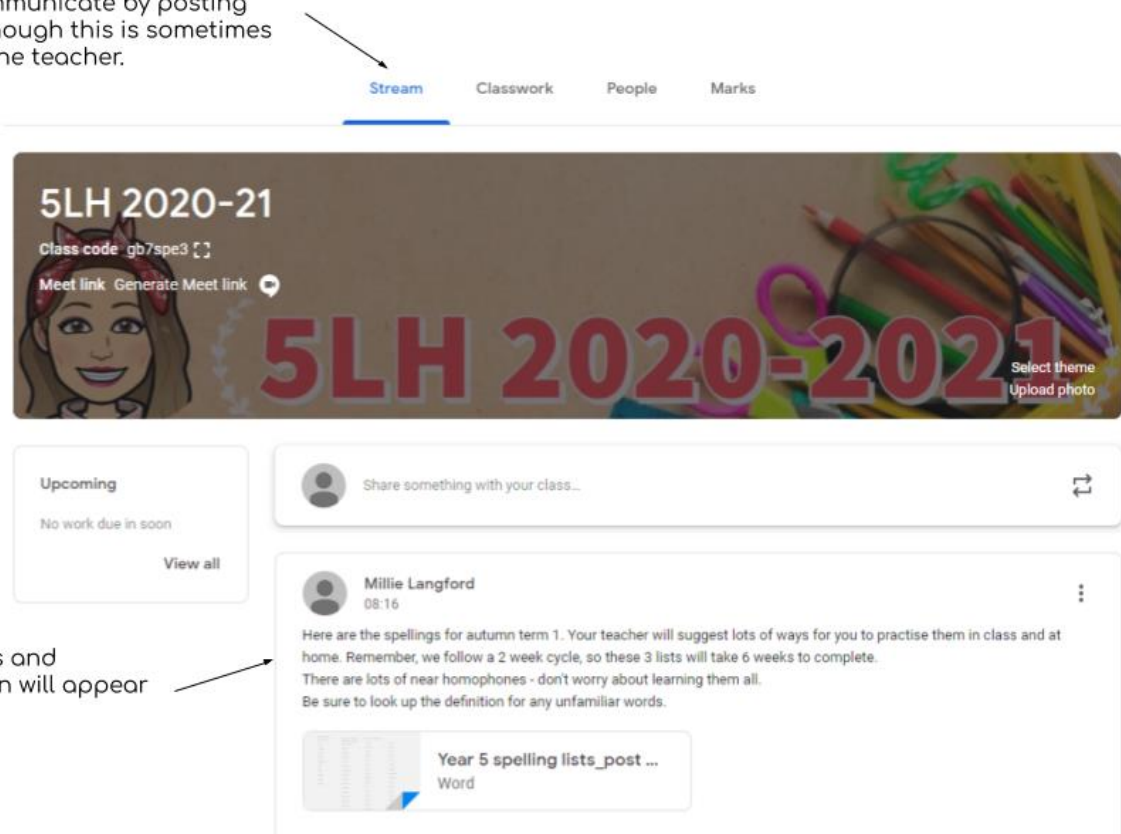 mmunicate by posting
hough this is sometimes
he teacher.
Stream Classwork People Marks
5LH 2020-21
Class code gb7spe3
Meet link Generate Meet link
5LH 2020-2021
Select theme
Upload photo
Upcoming
No work due in soon
View all
Share something with your class...
Millie Langford
08:16
Here are the spellings for autumn term 1. Your teacher will suggest lots of ways for you to practise them in class and at
home. Remember, we follow a 2 week cycle, so these 3 lists will take 6 weeks to complete.
There are lots of near homophones - don't worry about learning them all.
Be sure to look up the definition for any unfamiliar words.
s and
n will appear
Year 5 spelling lists_post ...
Word